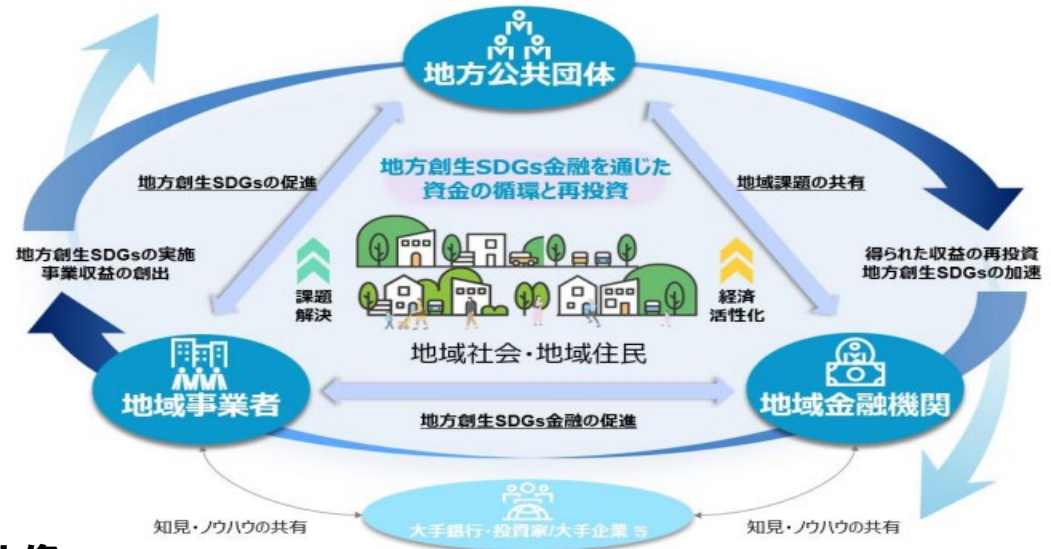 地方公共団体
地方創生SDGs金融を通じた
資金の循環と再投資
地方創生SDGsの促進
地域課題の共有
地方創生SDGsの実施
事業収益の創出
得られた収益の再投資
地方創生SDGsの加速
課題
解決
経済
活性化
地域社会・地域住民
地域事業者
地域金融機関
地方創生SDGs金融の促進
大手銀行・投資家/大手企業 等
知見・ノウハウの共有
知見・ノウハウの共有